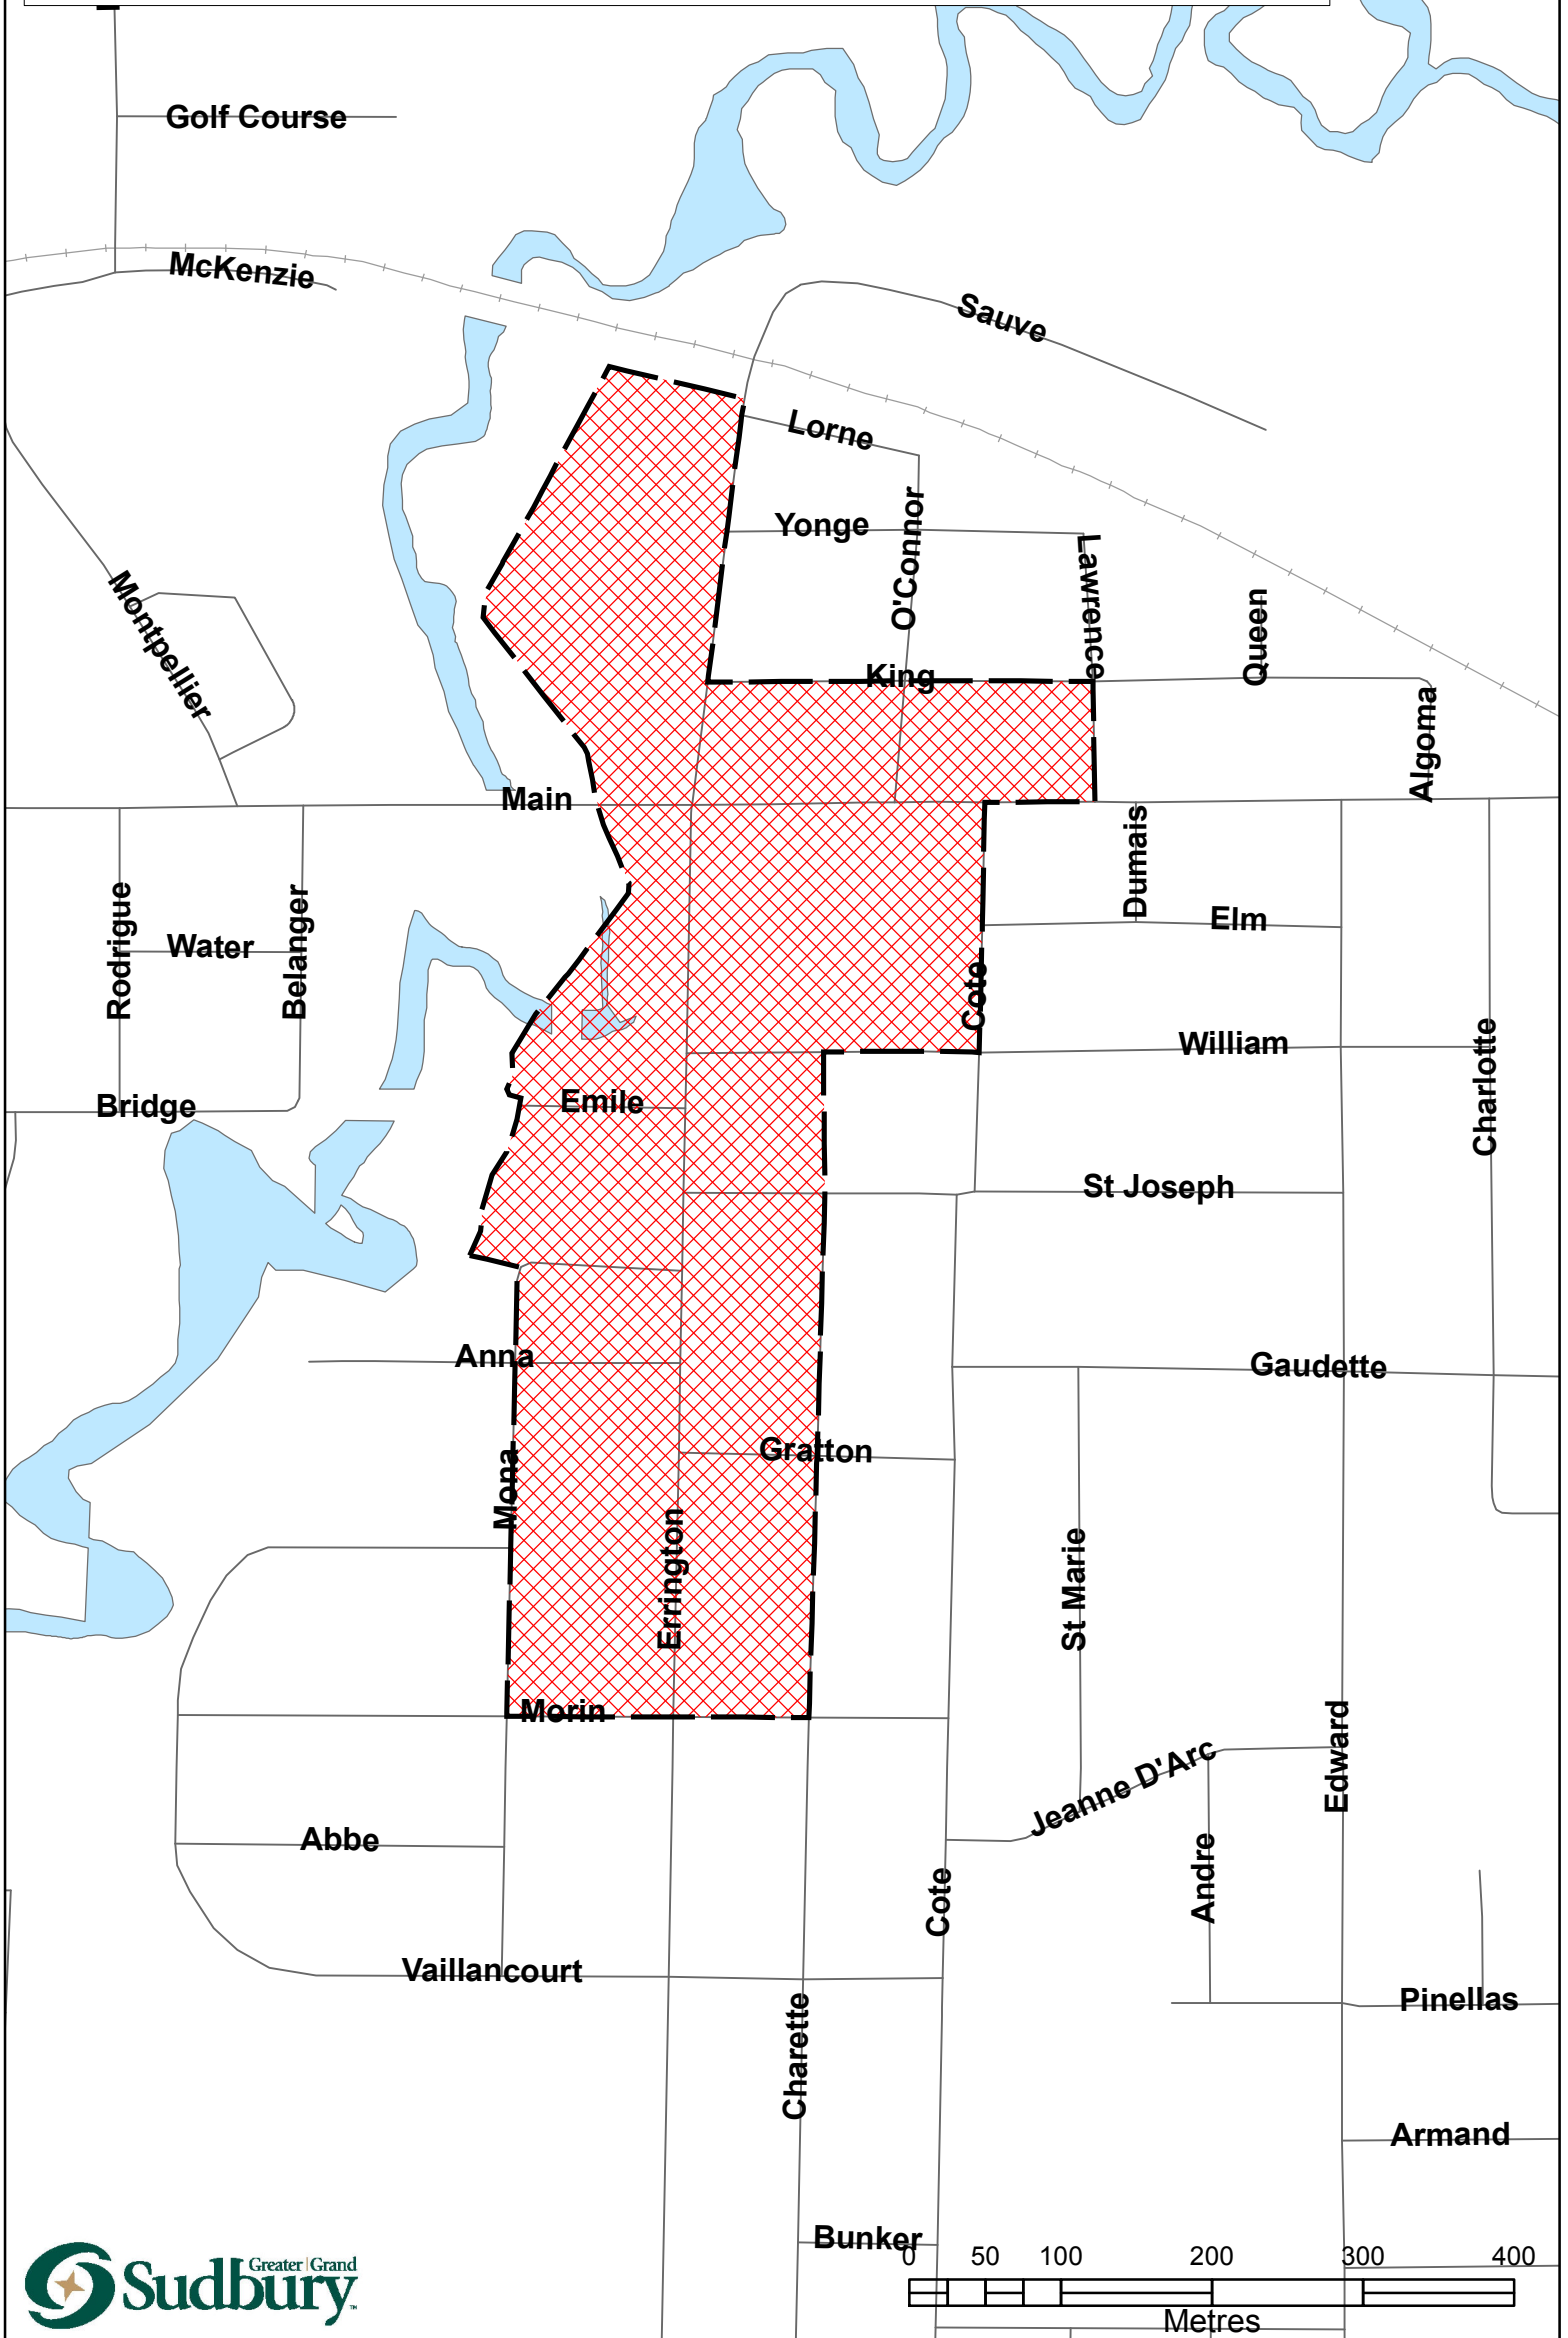 Golf Course
McKenzie
Sauve
Lorne
Yonge
O'Connor
Lawrence
Queen
King
Algoma
Montpellier
Main
Dumais
Elm
Rodrigue
Water
Belanger
Cote
William
Charlotte
Emile
Bridge
St Joseph
Anna
Gaudette
Gratton
Mona
Errington
St Marie
Morin
Edward
Jeanne D'Arc
Abbe
Andre
Cote
Vaillancourt
Pinellas
Charette
Armand
Bunker
0 50 100 200 300 400
Metres
Greater | Grand
Sudbury™